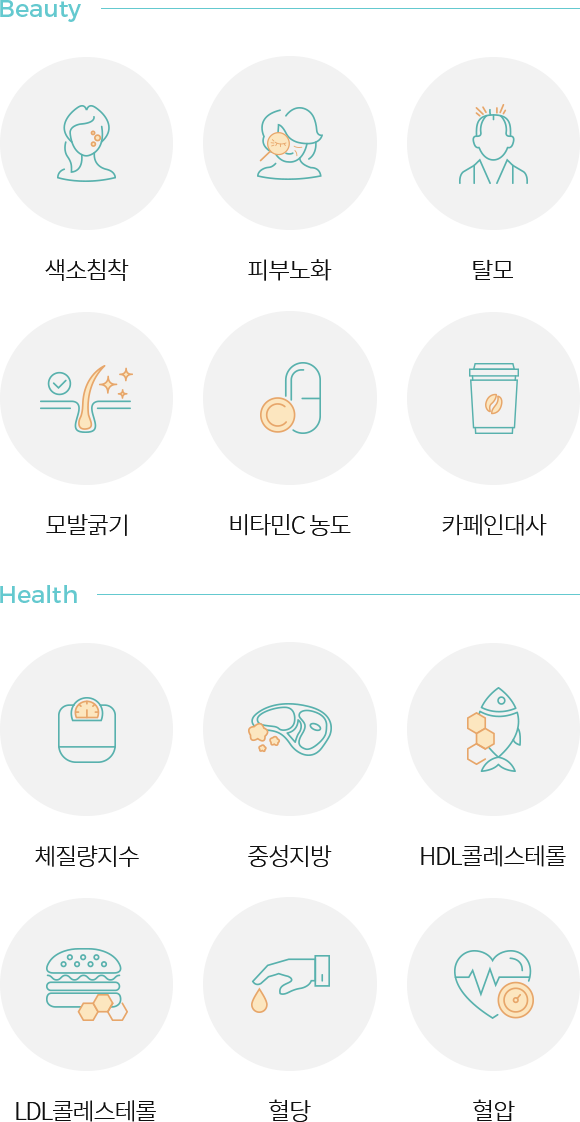 Beauty
색소침착
피부노화
탈모
모발굵기
비타민C 농도
카페인대사
Health
체질량지수
중성지방
HDL콜레스테롤
LDL콜레스테롤
혈당
혈압